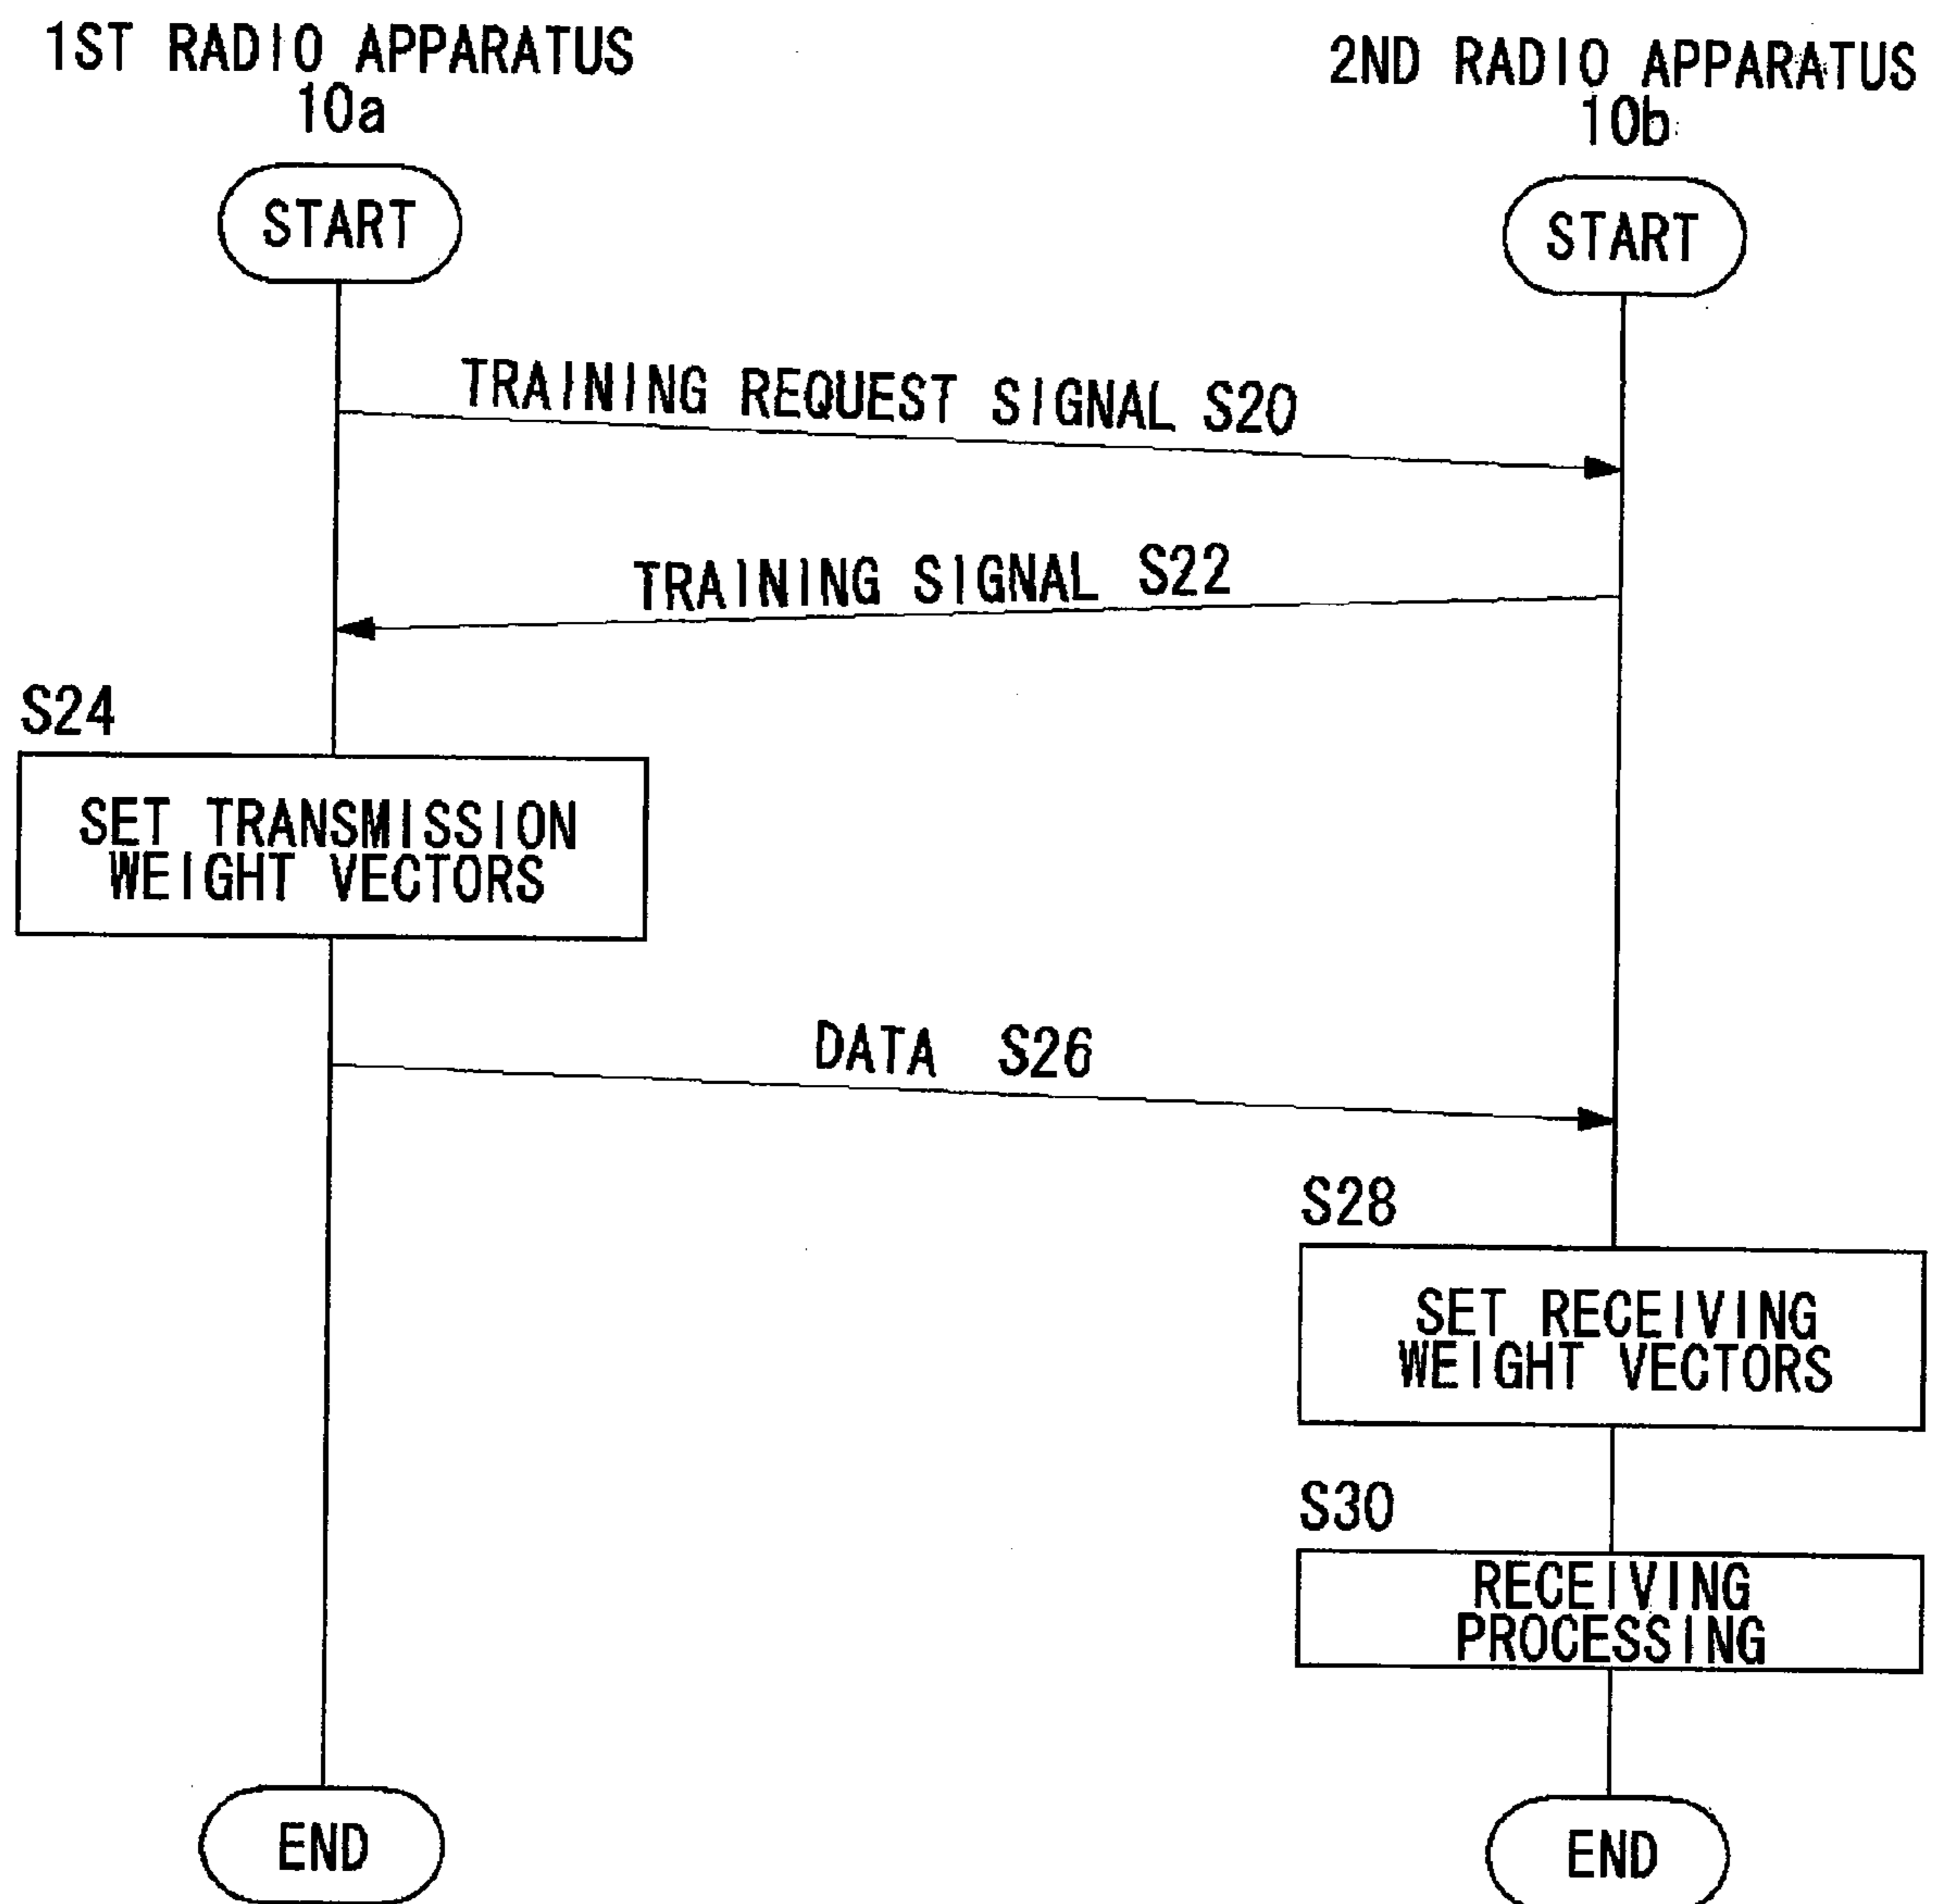 1ST RADIO APPARATUS
10a
2ND RADIO APPARATUS
10b
START
START
TRAINING REQUEST SIGNAL S20
TRAINING SIGNAL S22
S24
SET TRANSMISSION
WEIGHT VECTORS
DATA S26
S28
SET RECEIVING
WEIGHT VECTORS
S30
RECEIVING
PROCESSING
END
END